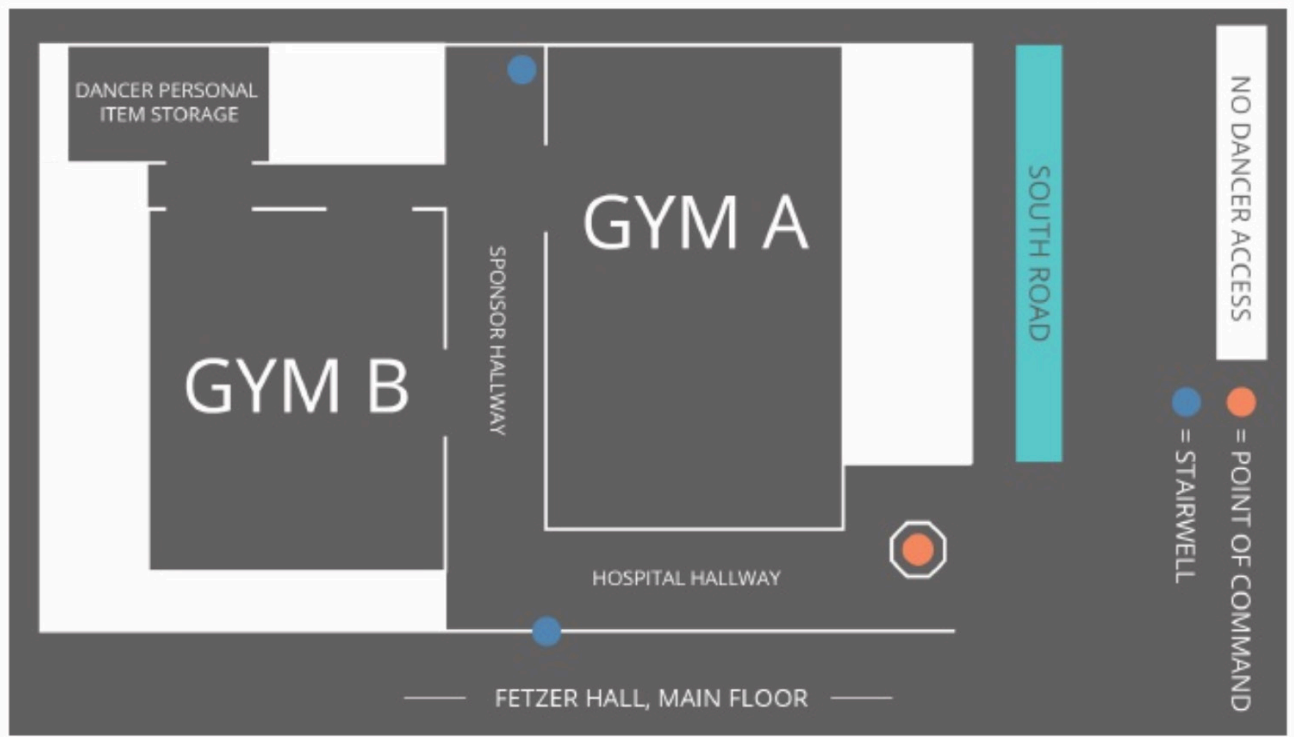 DANCER PERSONAL
ITEM STORAGE
GYM A
GYM B
SPONSOR HALLWAY
HOSPITAL HALLWAY
SOUTH ROAD
NO DANCER ACCESS
= POINT OF COMMAND
= STAIRWELL
FETZER HALL, MAIN FLOOR